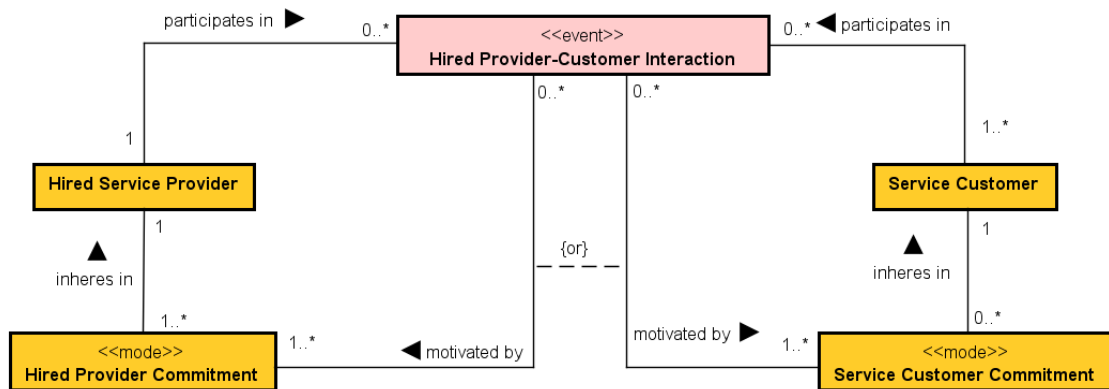 participates in
0..*
<<event>>
Hired Provider-Customer Interaction
0..*
participates in
0..*
0..*
1
1..*
Hired Service Provider
Service Customer
1
1
{or}
inheres in
inheres in
1..*
0..*
1..*
motivated by
motivated by
1..*
<<mode>>
Hired Provider Commitment
<<mode>>
Service Customer Commitment